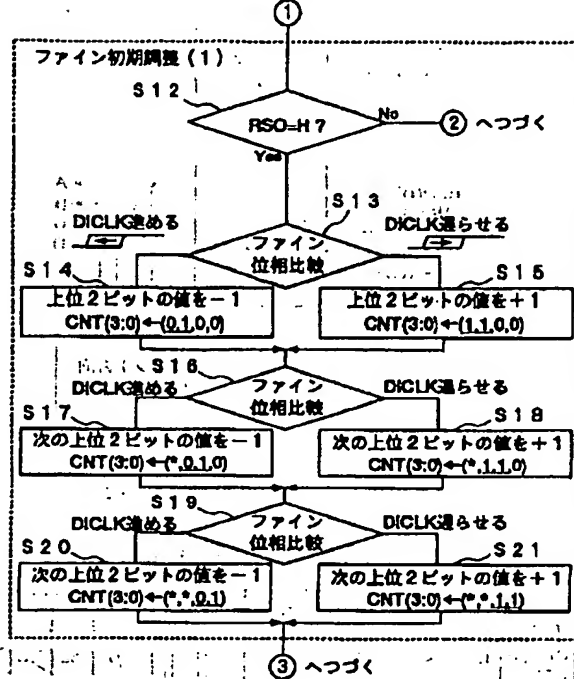 ①
ファイン初期調整(1)
S12
RSO=H?
No
② へつづく
Yes
S13
DICLK進める
DICLK遅らせる
ファイン
位相比較
S14
S15
上位2ビットの値を-1
CNT(3:0)←(0,1,0,0)
上位2ビットの値を+1
CNT(3:0)←(1,1,0,0)
S16
DICLK進める
DICLK遅らせる
ファイン
位相比較
S17
S18
次の上位2ビットの値を-1
CNT(3:0)←(*,0,1,0)
次の上位2ビットの値を+1
CNT(3:0)←(*,1,1,0)
S19
DICLK進める
DICLK遅らせる
ファイン
位相比較
S20
S21
次の上位2ビットの値を-1
CNT(3:0)←(*,*,0,1)
次の上位2ビットの値を+1
CNT(3:0)←(*,*,1,1)
③ へつづく